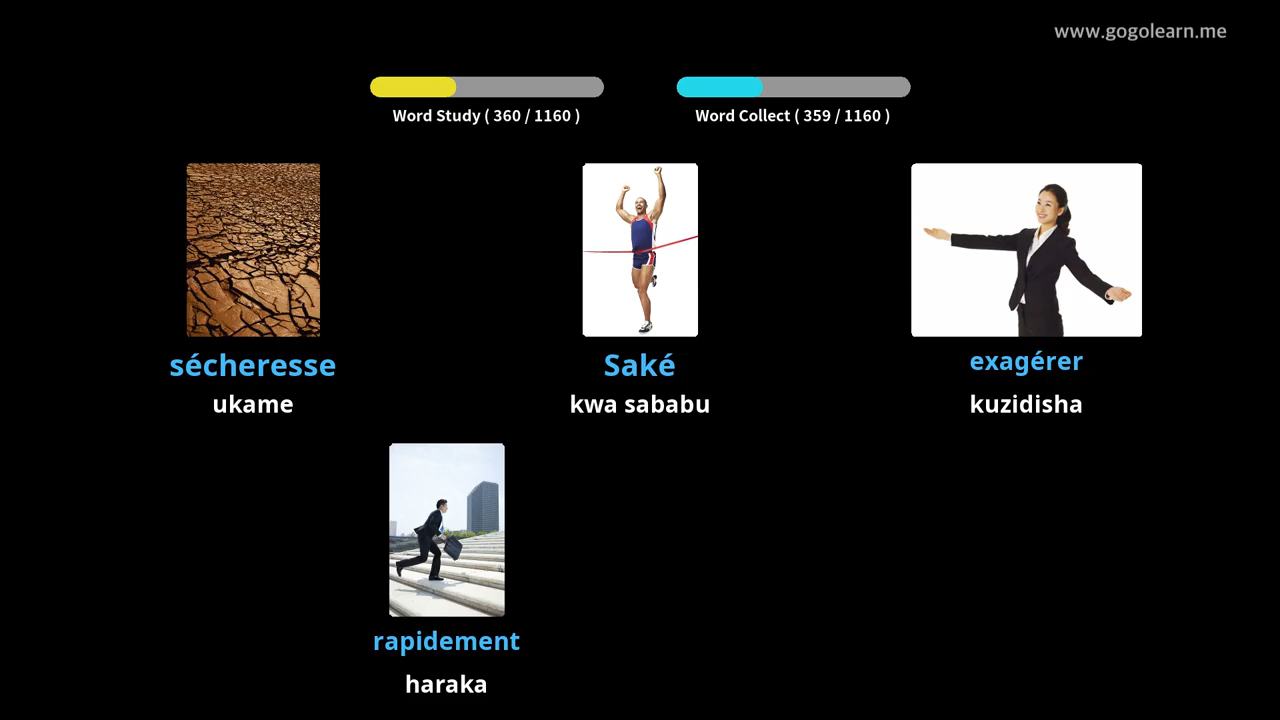 www.gogolearn.me
Word Study ( 360 / 1160 )
Word Collect ( 359 / 1160 )
sécheresse
ukame
Saké
kwa sababu
exagérer
kuzidisha
rapidement
haraka